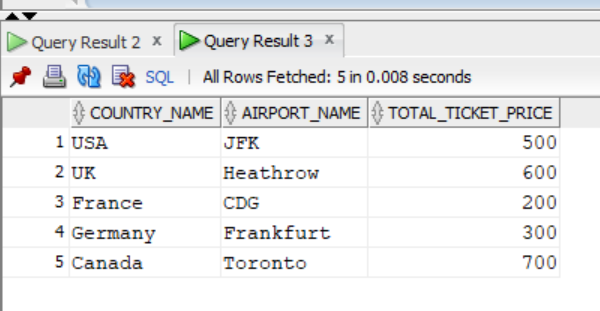 Query Result 2 x Query Result 3 x
SQL | All Rows Fetched: 5 in 0.008 seconds
COUNTRY_NAME AIRPORT_NAME TOTAL_TICKET_PRICE
1 USA JFK 500
2 UK Heathrow 600
3 France CDG 200
4 Germany Frankfurt 300
5 Canada Toronto 700